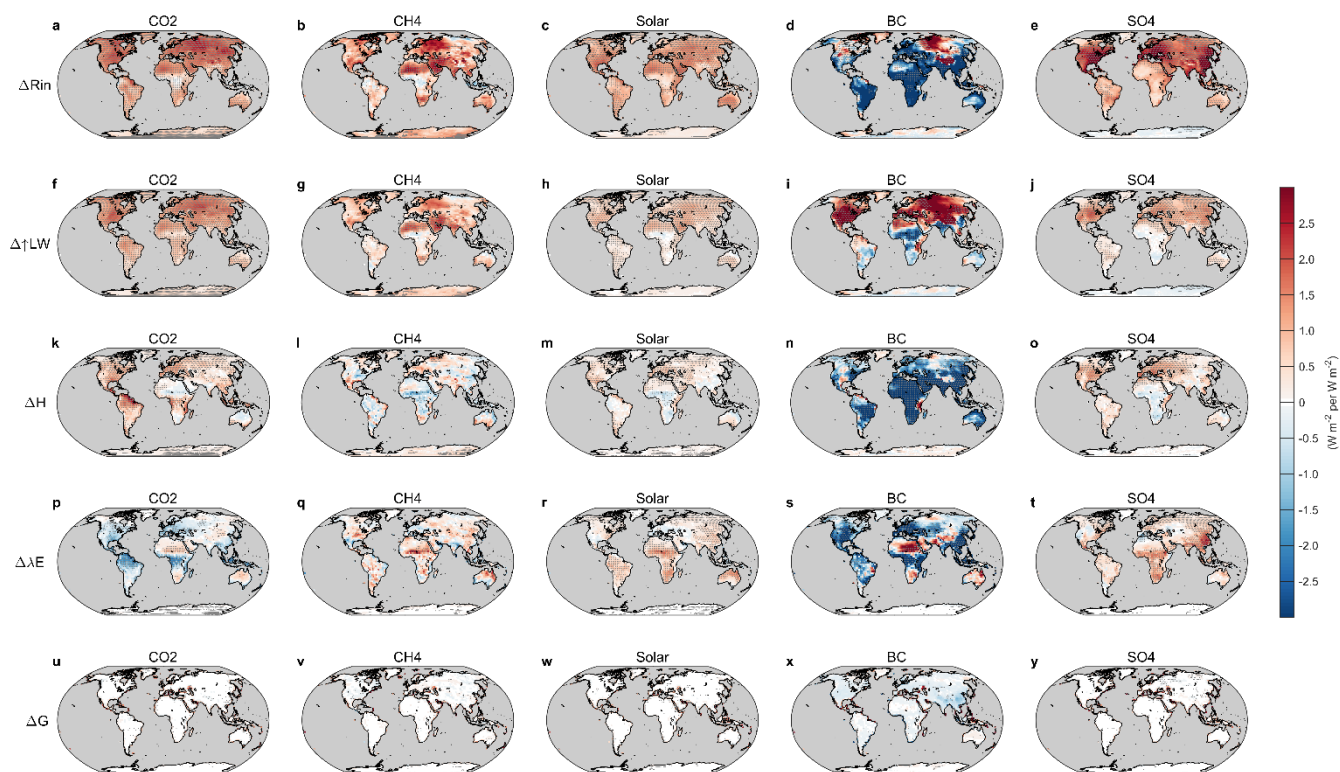 a CO2 b CH4 c Solar d BC e SO4
ΔRin
f CO2 g CH4 h Solar i BC j SO4
Δ↑LW
k CO2 l CH4 m Solar n BC o SO4
ΔH
p CO2 q CH4 r Solar s BC t SO4
ΔλE
u CO2 v CH4 w Solar x BC y SO4
ΔG
2.5
2.0
1.5
1.0
0.5
0
-0.5
-1.0
-1.5
-2.0
-2.5
(W m-2 per W m-2)